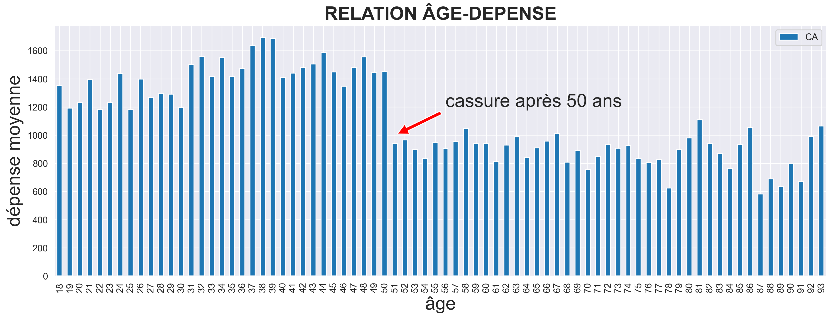 RELATION ÂGE-DEPENSE
CA
cassure après 50 ans
dépense moyenne
1600
1400
1200
1000
800
600
400
200
0
18 19 20 21 22 23 24 25 26 27 28 29 30 31 32 33 34 35 36 37 38 39 40 41 42 43 44 45 46 47 48 49 50 51 52 53 54 55 56 57 58 59 60 61 62 63 64 65 66 67 68 69 70 71 72 73 74 75 76 77 78 79 80 81 82 83 84 85 86 87 88 89 90 91 92 93
âge